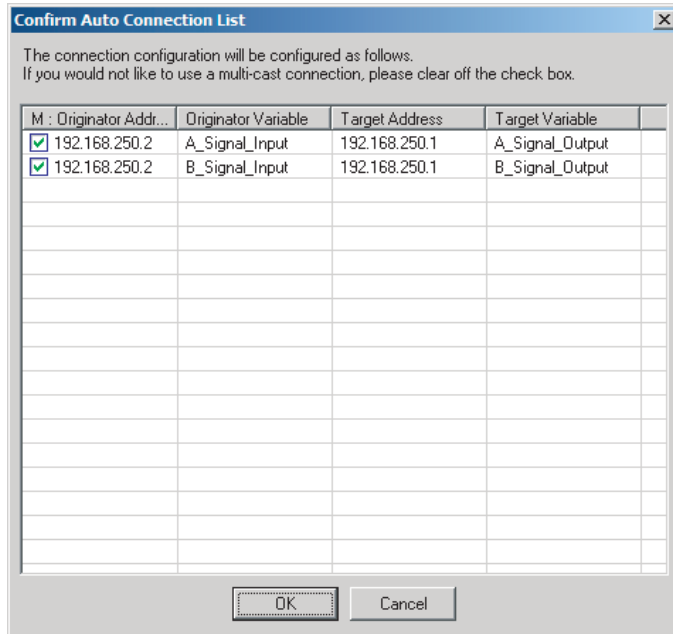 Confirm Auto Connection List
The connection configuration will be configured as follows.
If you would not like to use a multi-cast connection, please clear off the check box.
M : Originator Addr... Originator Variable Target Address Target Variable
192.168.250.2 A_Signal_Input 192.168.250.1 A_Signal_Output
192.168.250.2 B_Signal_Input 192.168.250.1 B_Signal_Output
OK Cancel